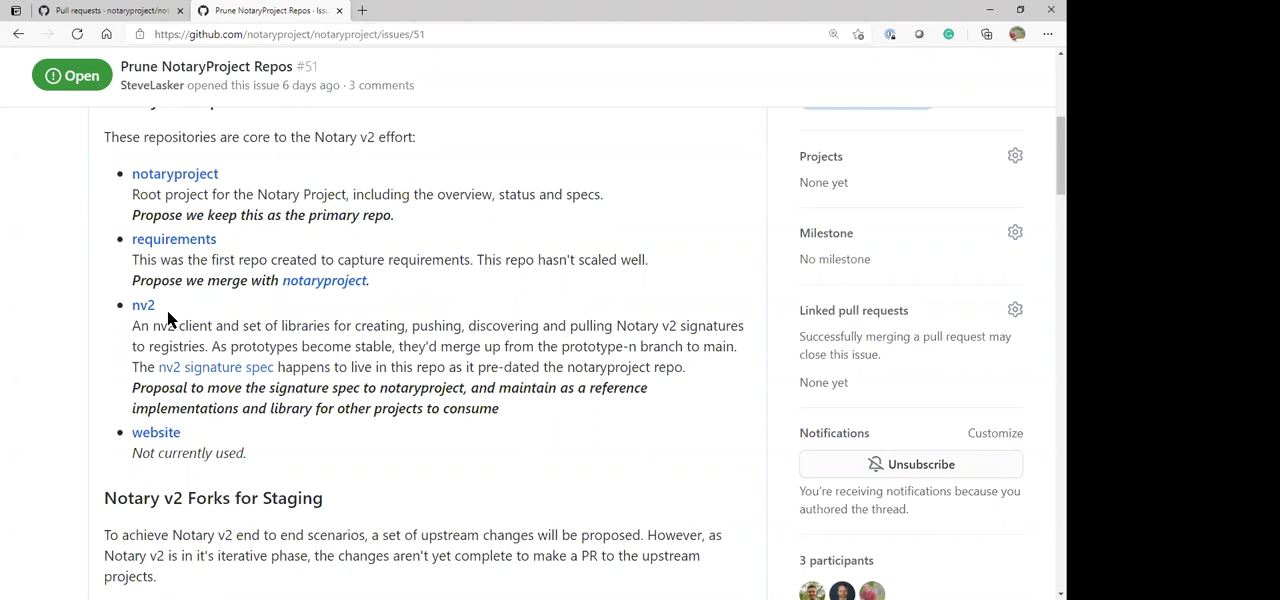 Pull requests · notaryproject/not
Prune NotaryProject Repos · Issu
https://github.com/notaryproject/notaryproject/issues/51
Open
Prune NotaryProject Repos #51
SteveLasker opened this issue 6 days ago · 3 comments
These repositories are core to the Notary v2 effort:
notaryproject
Root project for the Notary Project, including the overview, status and specs.
Propose we keep this as the primary repo.
requirements
This was the first repo created to capture requirements. This repo hasn't scaled well.
Propose we merge with notaryproject.
nv2
An nv2 client and set of libraries for creating, pushing, discovering and pulling Notary v2 signatures
to registries. As prototypes become stable, they'd merge up from the prototype-n branch to main.
The nv2 signature spec happens to live in this repo as it pre-dated the notaryproject repo.
Proposal to move the signature spec to notaryproject, and maintain as a reference
implementations and library for other projects to consume
website
Not currently used.
Notary v2 Forks for Staging
To achieve Notary v2 end to end scenarios, a set of upstream changes will be proposed. However, as
Notary v2 is in it's iterative phase, the changes aren't yet complete to make a PR to the upstream
projects.
Projects
None yet
Milestone
No milestone
Linked pull requests
Successfully merging a pull request may
close this issue.
None yet
Notifications
Customize
Unsubscribe
You're receiving notifications because you
authored the thread.
3 participants